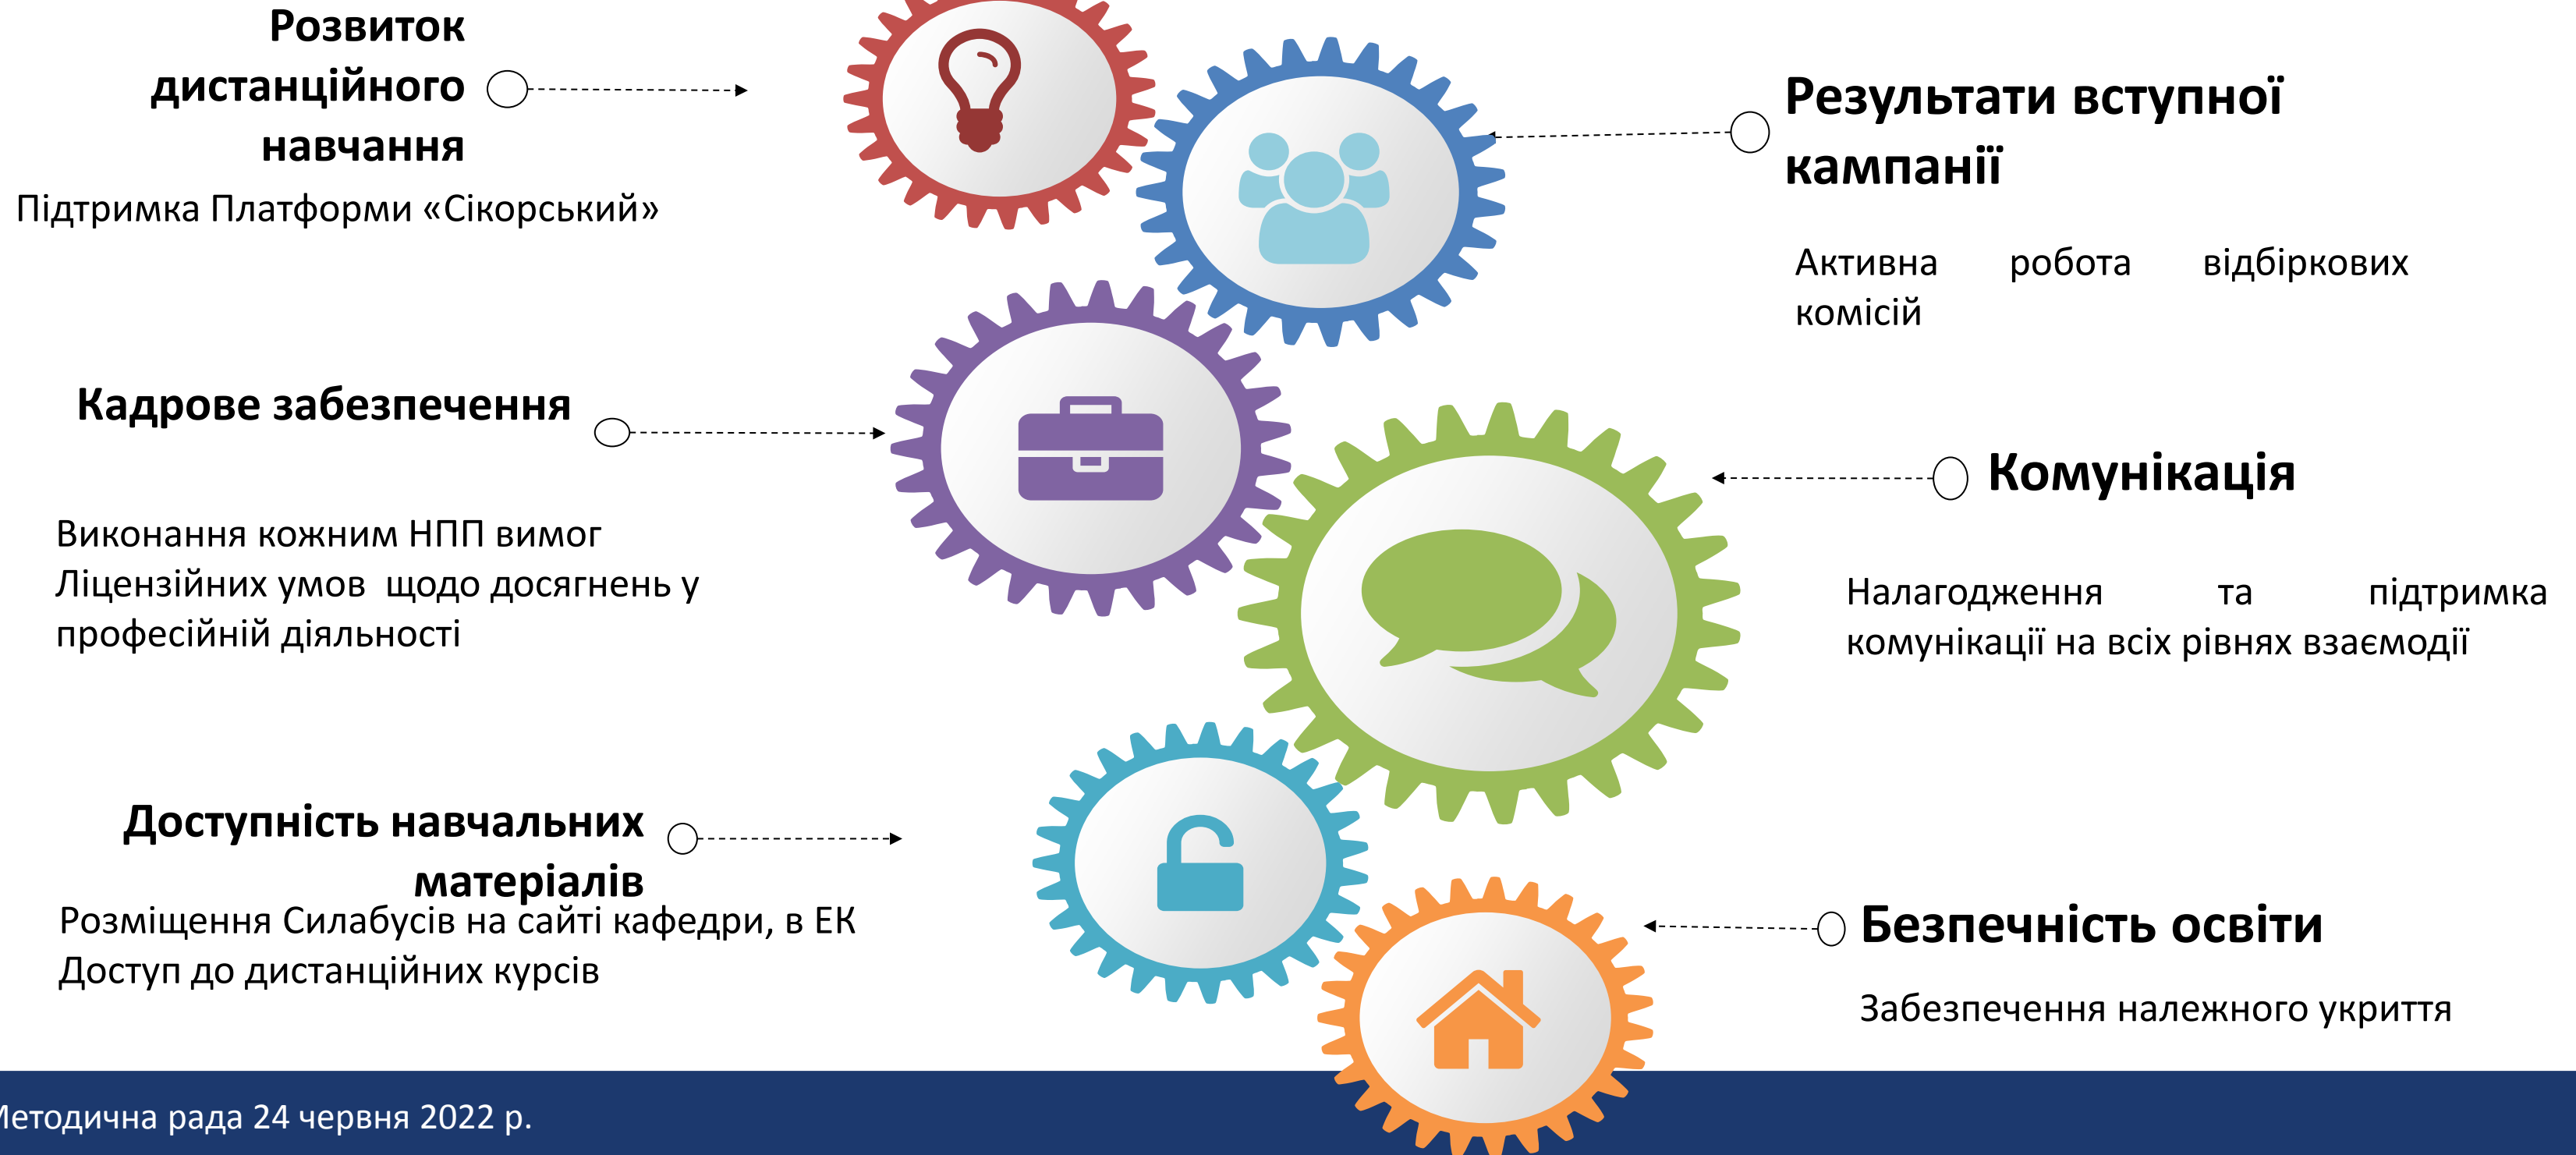 Розвиток
дистанційного
навчання
Підтримка Платформи «Сікорський»
Результати вступної
кампанії
Активна робота відбіркових
комісій
Кадрове забезпечення
Виконання кожним НПП вимог
Ліцензійних умов щодо досягнень у
професійній діяльності
Комунікація
Налагодження та підтримка
комунікації на всіх рівнях взаємодії
Доступність навчальних
матеріалів
Розміщення Силабусів на сайті кафедри, в ЕК
Доступ до дистанційних курсів
Безпечність освіти
Забезпечення належного укриття
Методична рада 24 червня 2022 р.